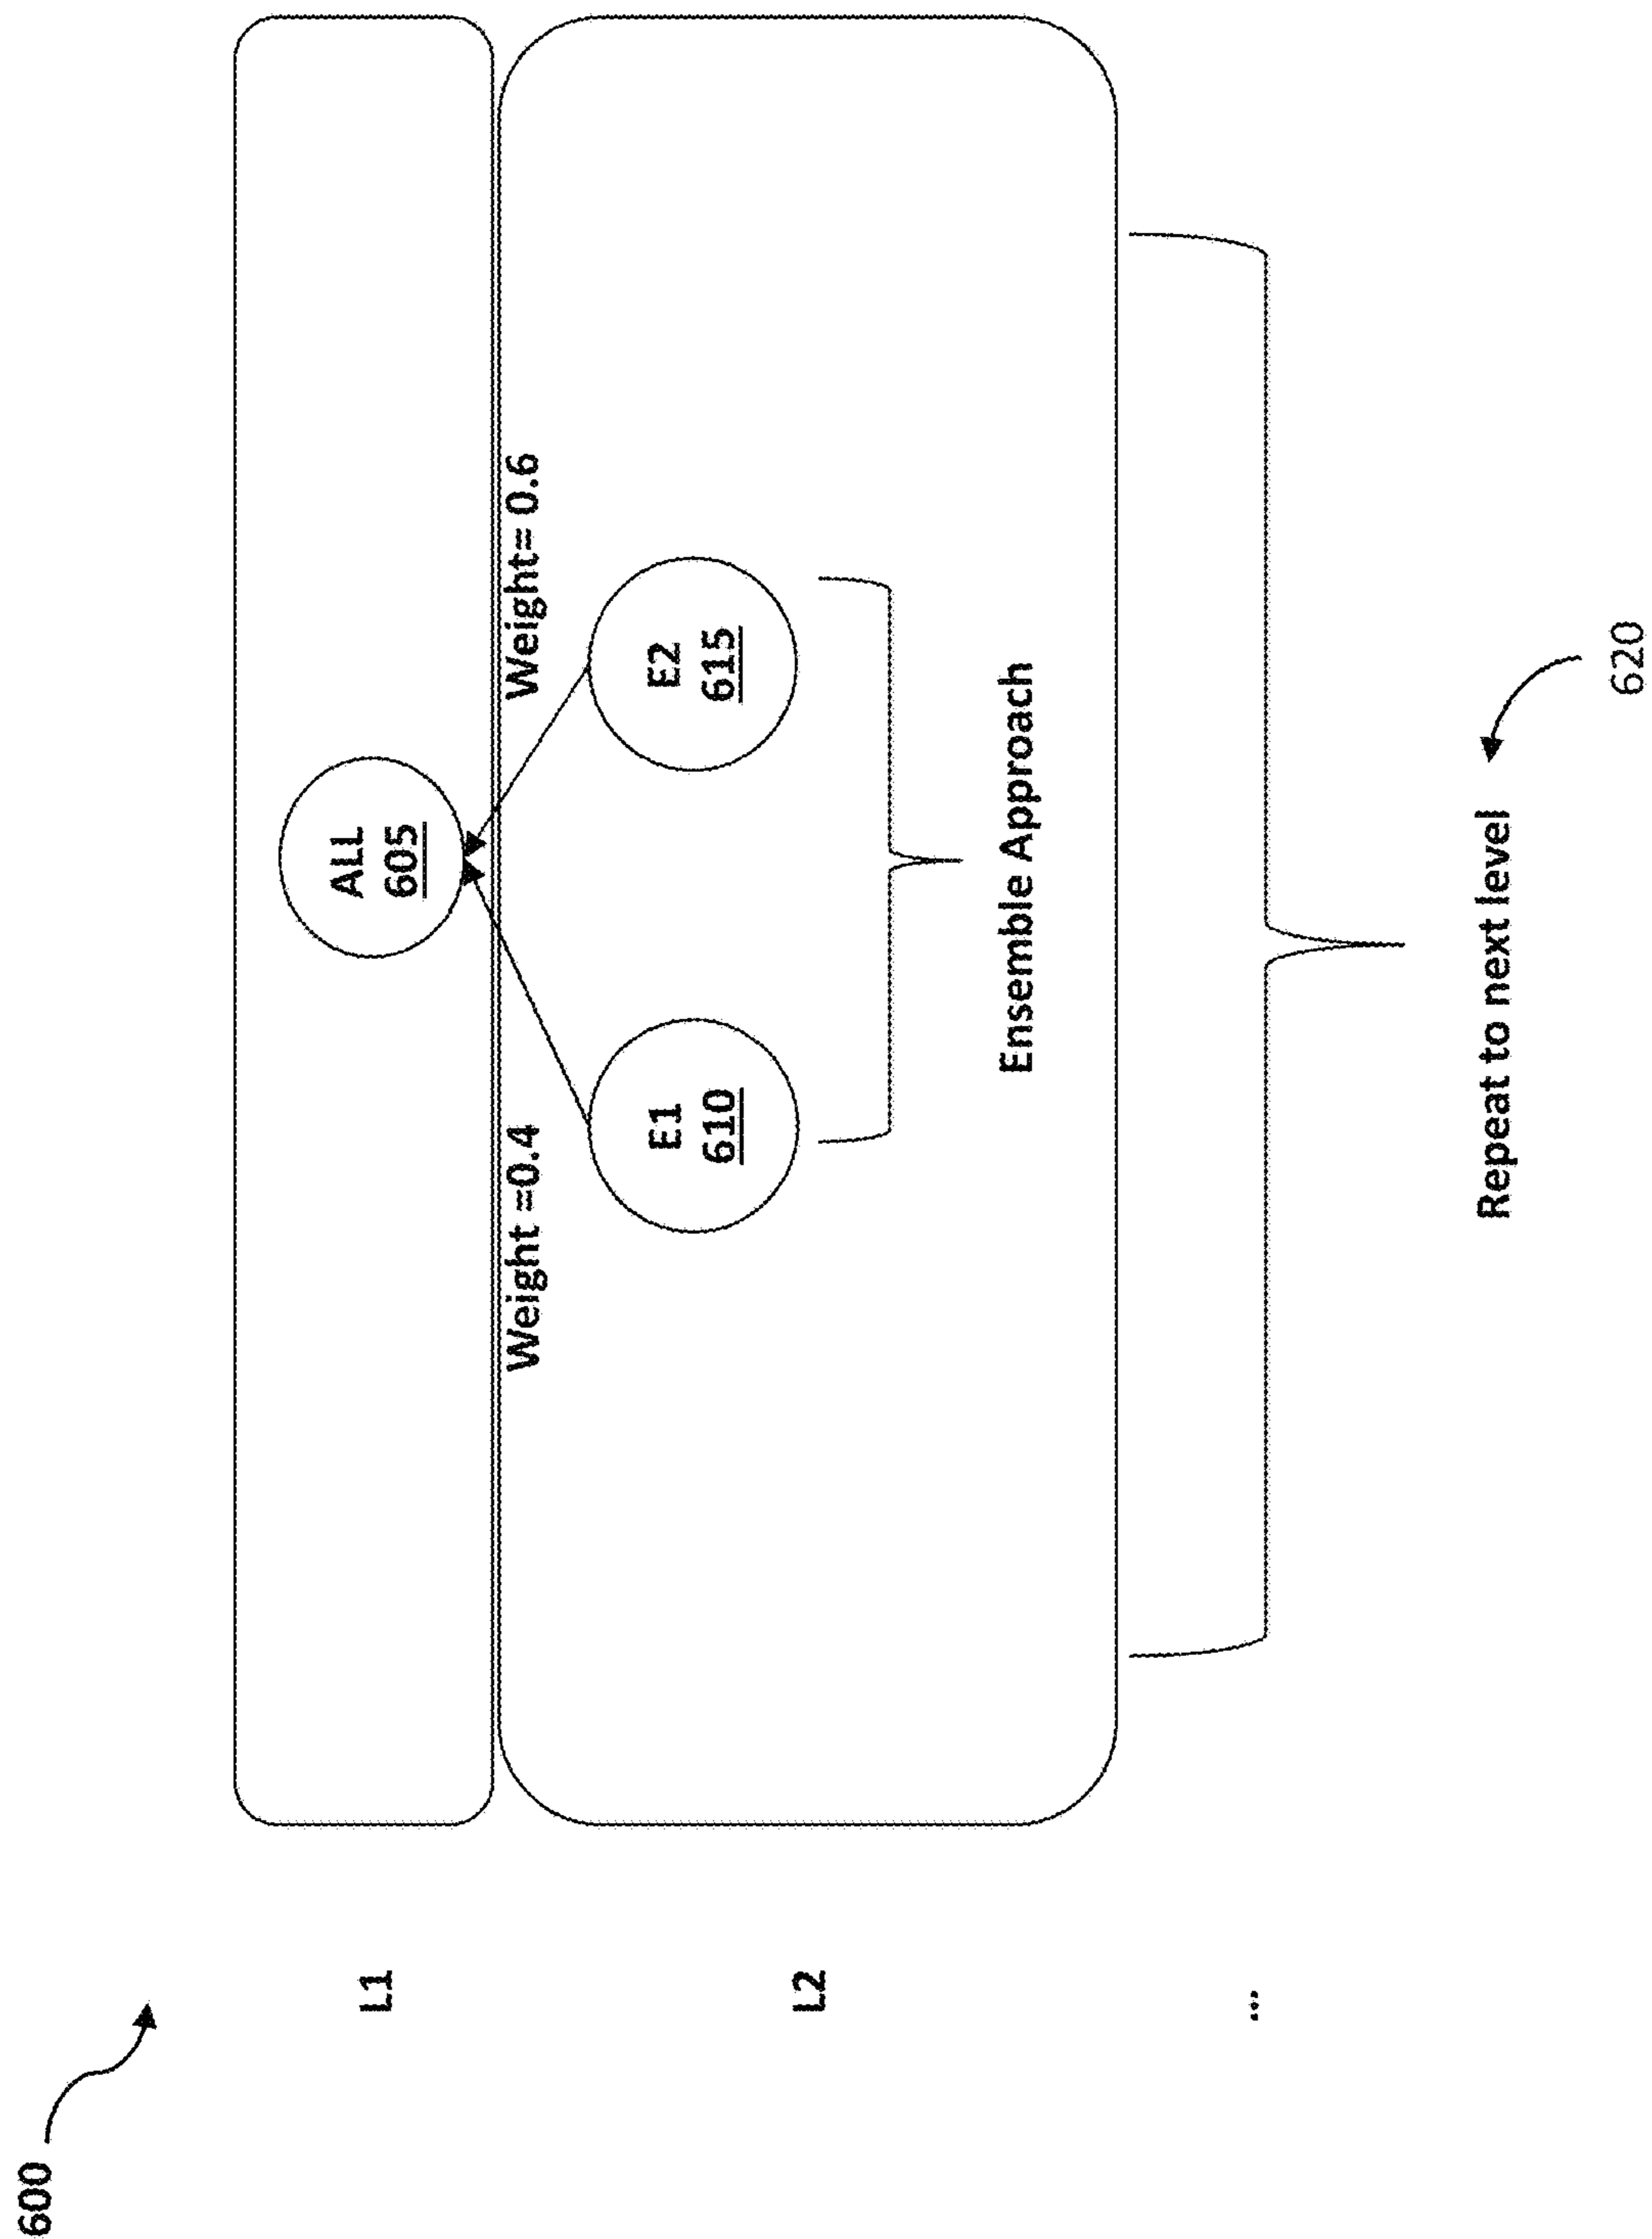 600
L1
ALL
605
Weight =0.4
Weight= 0.6
L2
E1
610
E2
615
Ensemble Approach
...
Repeat to next level
620